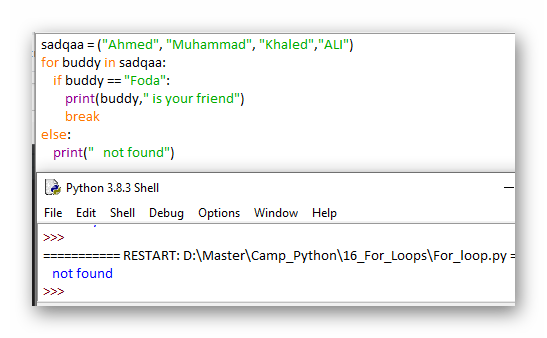 sadqaa = ("Ahmed", "Muhammad", "Khaled","ALI")
for buddy in sadqaa:
    if buddy == "Foda":
        print(buddy," is your friend")
        break
else:
    print("   not found")
Python 3.8.3 Shell
File Edit Shell Debug Options Window Help
>>>
=========== RESTART: D:\Master\Camp_Python\16_For_Loops\For_loop.py =
   not found
>>>